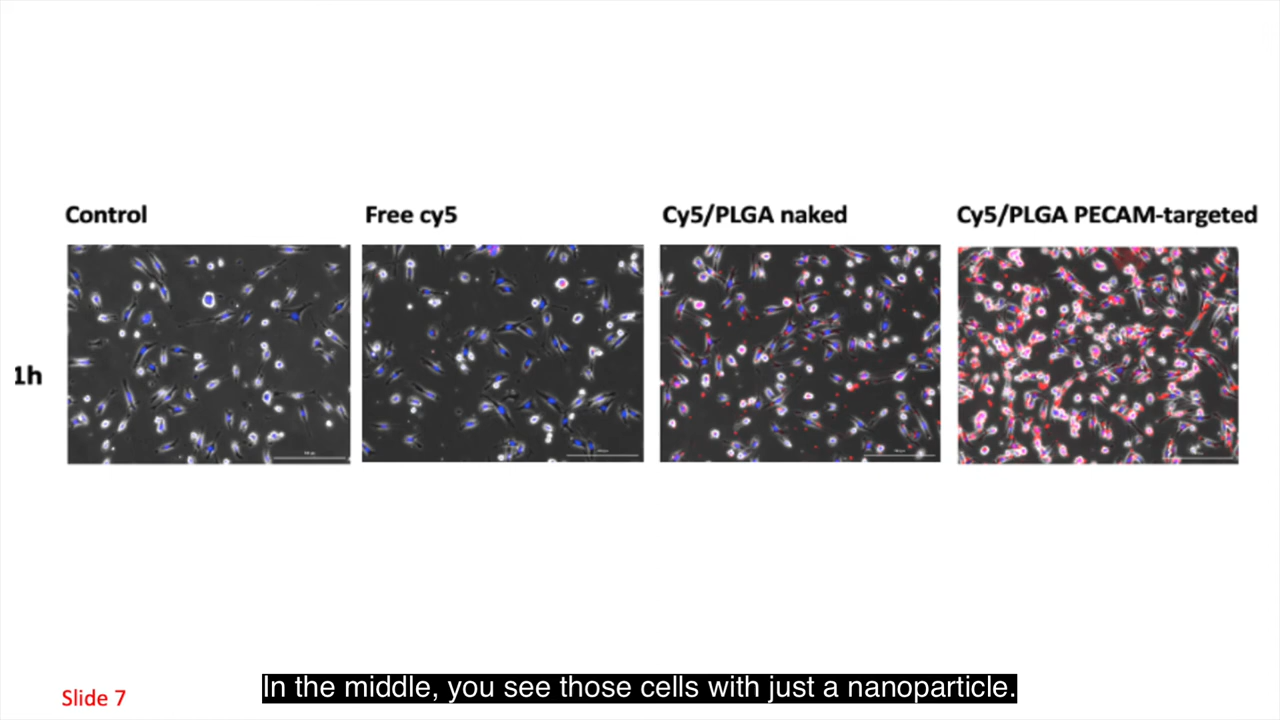 Control
Free cy5
Cy5/PLGA naked
Cy5/PLGA PECAM-targeted
1h
In the middle, you see those cells with just a nanoparticle.
Slide 7